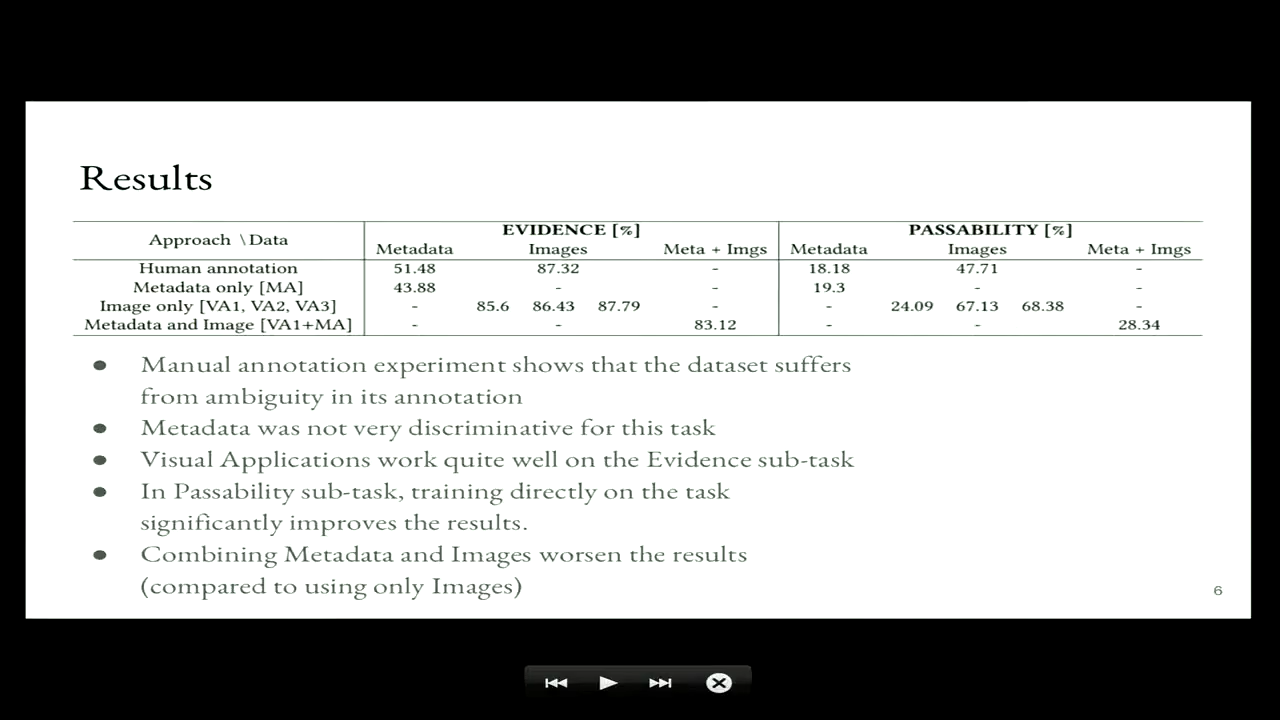 Results
EVIDENCE [%] PASSABILITY [%]
Approach \Data Metadata Images Meta + Imgs Metadata Images Meta + Imgs
Human annotation 51.48 87.32 - 18.18 47.71 -
Metadata only [MA] 43.88 - - 19.3 - -
Image only [VA1, VA2, VA3] - 85.6 86.43 87.79 - - 24.09 67.13 68.38 -
Metadata and Image [VA1+MA] - - 83.12 - - 28.34
● Manual annotation experiment shows that the dataset suffers
from ambiguity in its annotation
● Metadata was not very discriminative for this task
● Visual Applications work quite well on the Evidence sub-task
● In Passability sub-task, training directly on the task
significantly improves the results.
● Combining Metadata and Images worsen the results
(compared to using only Images)
6